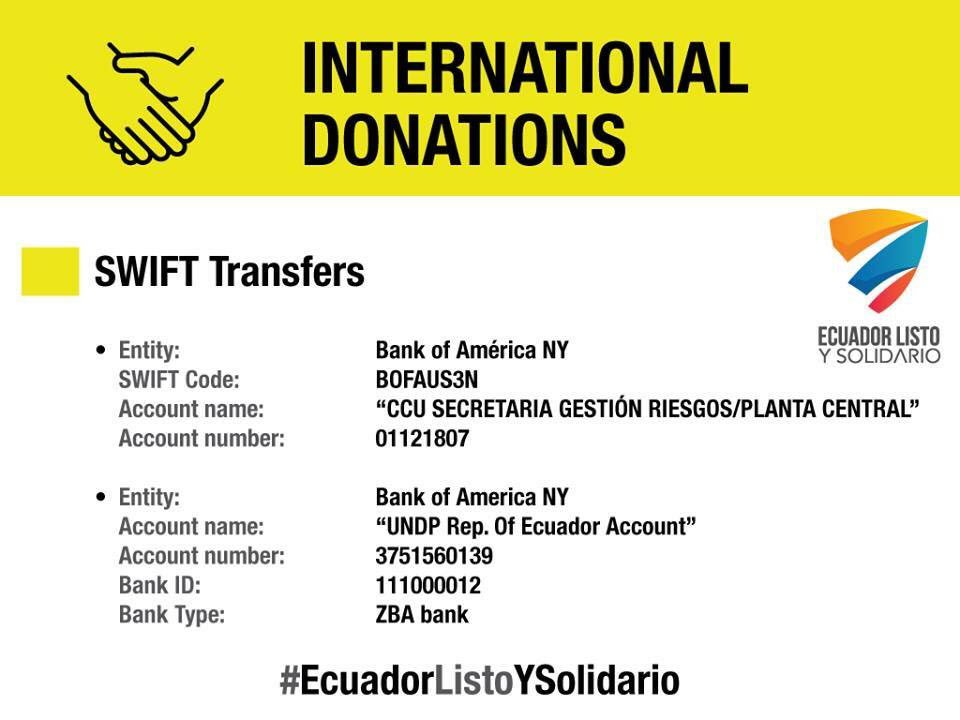 INTERNATIONAL
DONATIONS
SWIFT Transfers
ECUADOR LISTO
Y SOLIDARIO
• Entity: Bank of América NY
SWIFT Code: BOFAUS3N
Account name: “CCU SECRETARIA GESTIÓN RIESGOS/PLANTA CENTRAL”
Account number: 01121807
• Entity: Bank of America NY
Account name: “UNDP Rep. Of Ecuador Account”
Account number: 3751560139
Bank ID: 111000012
Bank Type: ZBA bank
#EcuadorListoYSolidario